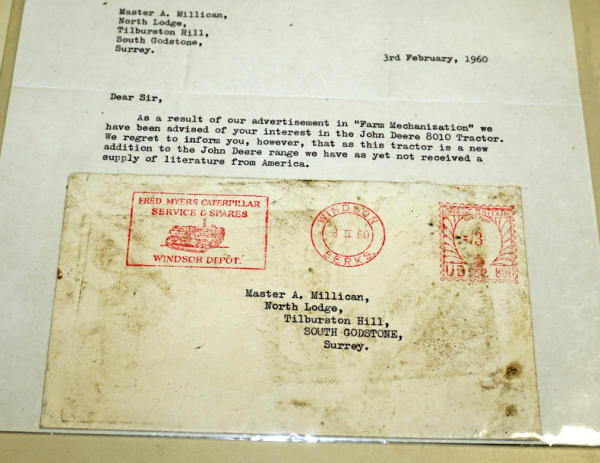 Master A. Millican,
North Lodge,
Tilburston Hill,
South Godstone,
Surrey.
3rd February, 1960
Dear Sir,
As a result of our advertisement in "Farm Mechanization" we
have been advised of your interest in the John Deere 8010 Tractor.
We regret to inform you, however, that as this tractor is a new
addition to the John Deere range we have as yet not received a
supply of literature from America.
FRED. MYERS CATERPILLAR
SERVICE & SPARES
WINDSOR DEPÔT.
WINDSOR
3 II 60
BERKS
3
Master A. Millican,
North Lodge,
Tilburston Hill,
SOUTH GODSTONE,
Surrey.